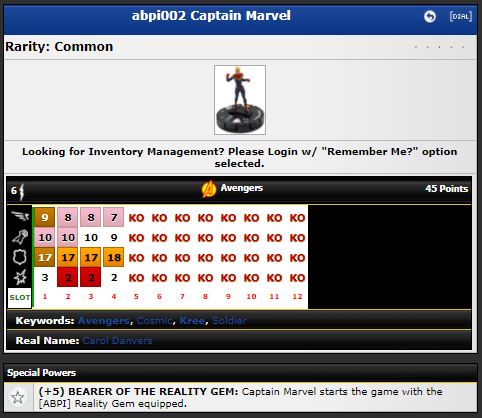 abpi002 Captain Marvel
[DIAL]
Rarity: Common
Looking for Inventory Management? Please Login w/ "Remember Me?" option
selected.
6 Avengers 45 Points
9 8 8 7 KO KO KO KO KO KO KO KO
10 10 10 9 KO KO KO KO KO KO KO KO
17 17 17 18 KO KO KO KO KO KO KO KO
3 2 2 2 KO KO KO KO KO KO KO KO
SLOT 1 2 3 4 5 6 7 8 9 10 11 12
Keywords: Avengers, Cosmic, Kree, Soldier
Real Name: Carol Danvers
Special Powers
(+5) BEARER OF THE REALITY GEM: Captain Marvel starts the game with the
[ABPI] Reality Gem equipped.